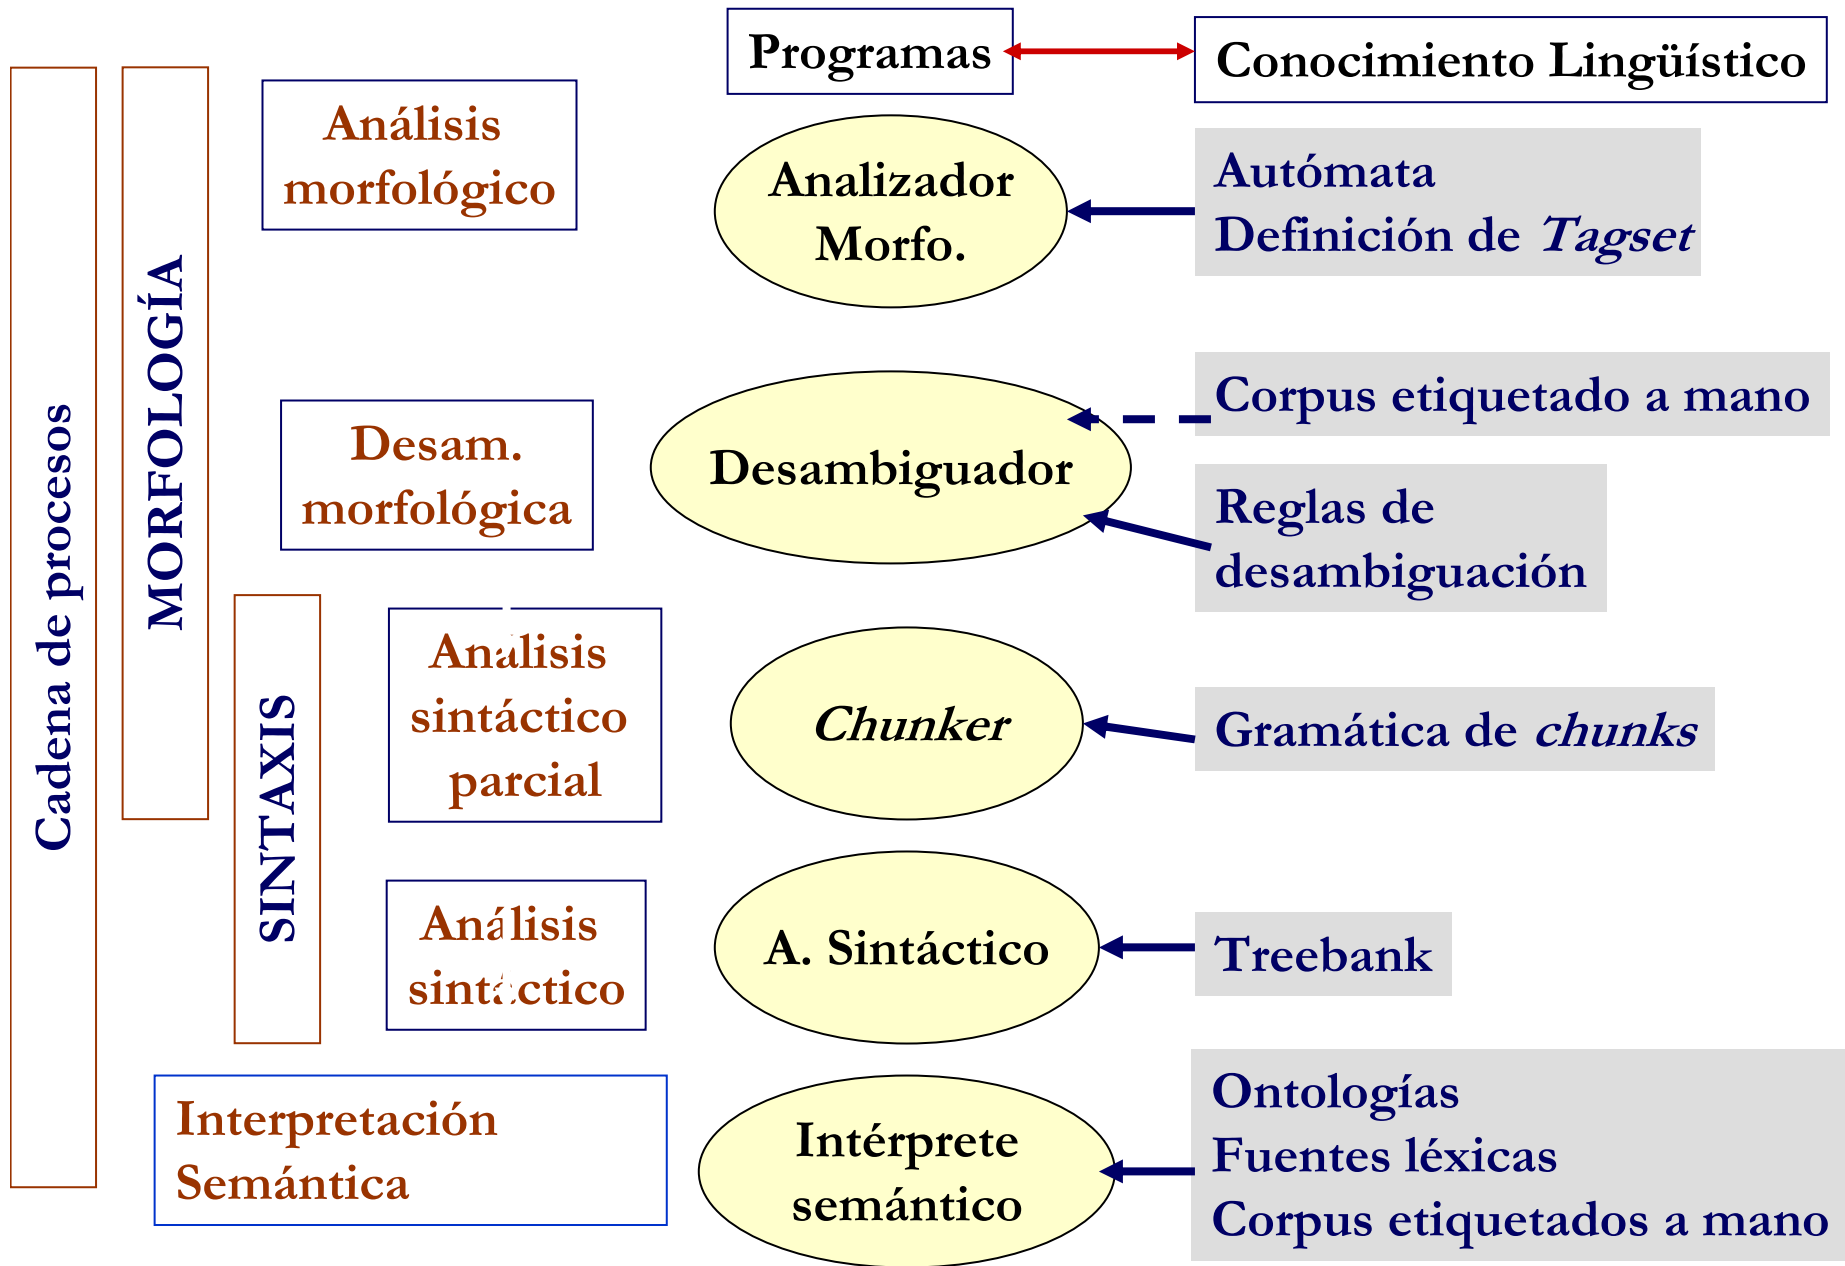 Programas
Conocimiento Lingüístico
Cadena de procesos
MORFOLOGÍA
Análisis
morfológico
Analizador
Morfo.
Autómata
Definición de Tagset
Desam.
morfológica
Desambiguador
Corpus etiquetado a mano
Reglas de
desambiguación
SINTAXIS
Análisis
sintáctico
parcial
Chunker
Gramática de chunks
Análisis
sintáctico
A. Sintáctico
Treebank
Interpretación
Semántica
Intérprete
semántico
Ontologías
Fuentes léxicas
Corpus etiquetados a mano